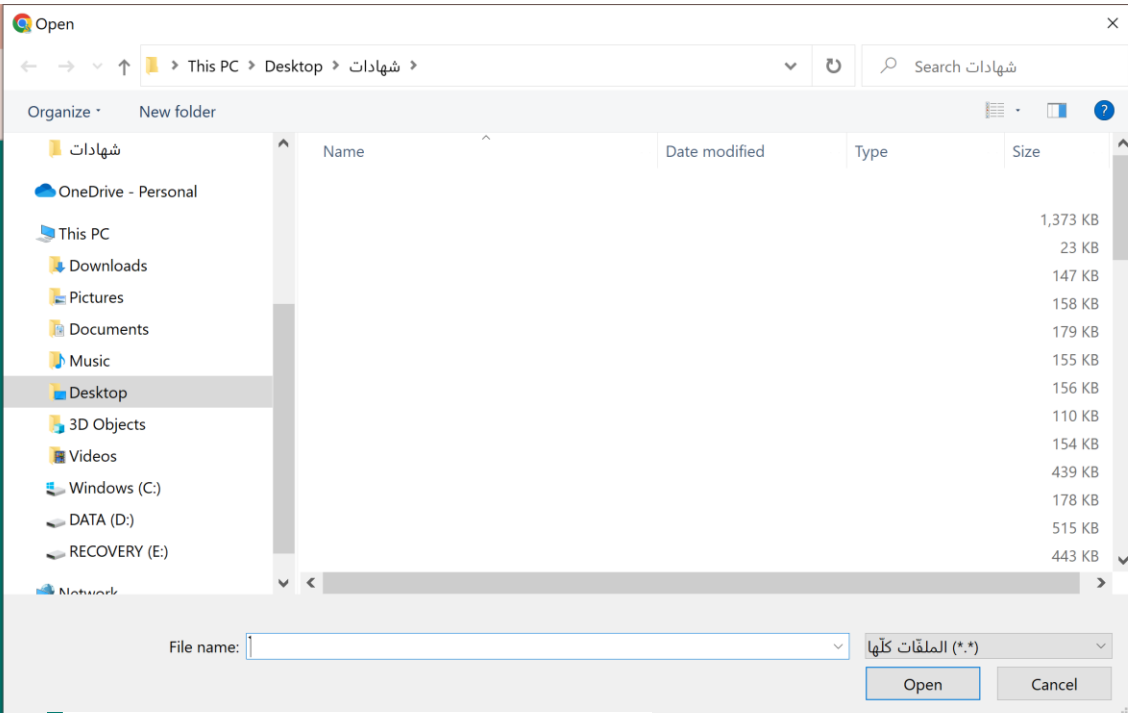 Open
This PC > Desktop > شهادات
Search شهادات
Organize
New folder
شهادات
OneDrive - Personal
This PC
Downloads
Pictures
Documents
Music
Desktop
3D Objects
Videos
Windows (C:)
DATA (D:)
RECOVERY (E:)
Network
Name Date modified Type Size
1,373 KB
23 KB
147 KB
158 KB
179 KB
155 KB
156 KB
110 KB
154 KB
439 KB
178 KB
515 KB
443 KB
File name:
الملفّات كلّها (*.*)
Open
Cancel